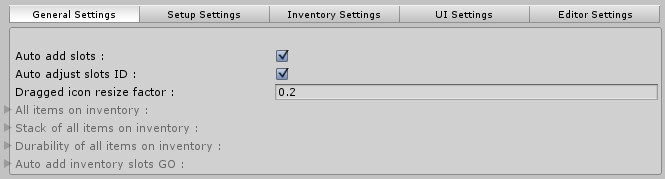 General Settings Setup Settings Inventory Settings UI Settings Editor Settings
Auto add slots :
Auto adjust slots ID :
Dragged icon resize factor : 0.2
All items on inventory :
Stack of all items on inventory :
Durability of all items on inventory :
Auto add inventory slots GO :